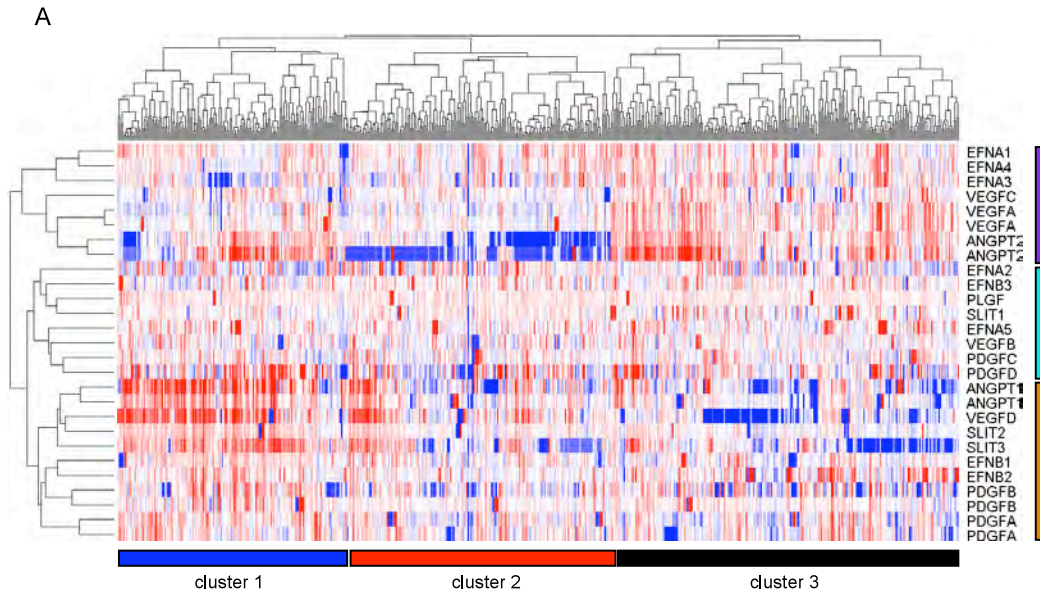 A
EFNA1
EFNA4
EFNA3
VEGFC
VEGFA
VEGFA
ANGPT2
ANGPT2
EFNA2
EFNB3
PLGF
SLIT1
EFNA5
VEGFB
PDGFC
PDGFD
ANGPT1
ANGPT1
VEGFD
SLIT2
SLIT3
EFNB1
EFNB2
PDGFB
PDGFB
PDGFA
PDGFA
cluster 1
cluster 2
cluster 3